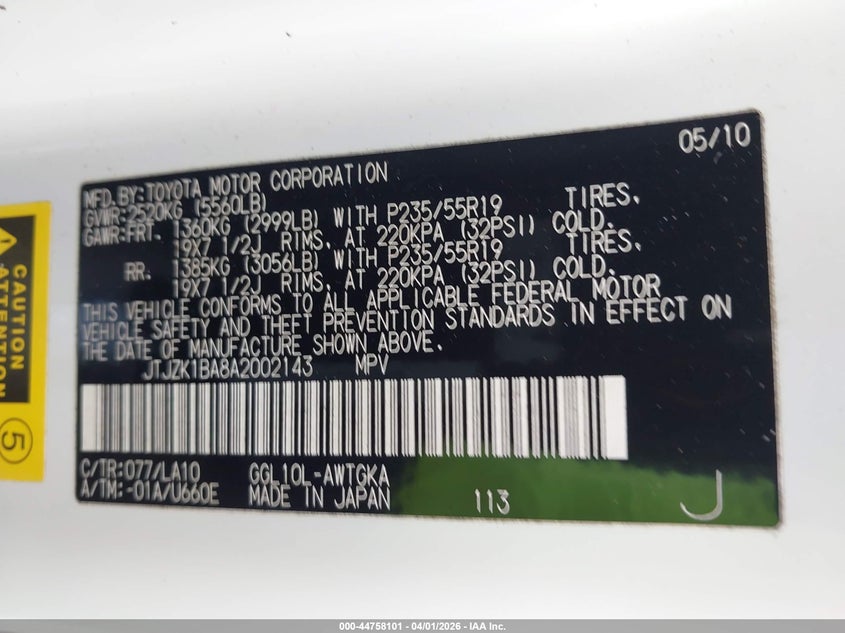 05/10
MFD.BY:TOYOTA MOTOR CORPORATION
GVWR:2520KG (5560LB)
GAWR:FRT. 1360KG (2999LB) WITH P235/55R19 TIRES,
19X7 1/2J RIMS, AT 220KPA (32PSI) COLD.
RR. 1385KG (3056LB) WITH P235/55R19 TIRES,
19X7 1/2J RIMS, AT 220KPA (32PSI) COLD.
THIS VEHICLE CONFORMS TO ALL APPLICABLE FEDERAL MOTOR
VEHICLE SAFETY AND THEFT PREVENTION STANDARDS IN EFFECT ON
THE DATE OF MANUFACTURE SHOWN ABOVE.
JTJZK1BA8A2002143 MPV
C/TR:077/LA10 GGL10L-AWTGKA
A/TM:-01A/U660E MADE IN JAPAN 113 J
CAUTION
ATTENTION
5
000-44758101 - 04/01/2026 - IAA Inc.